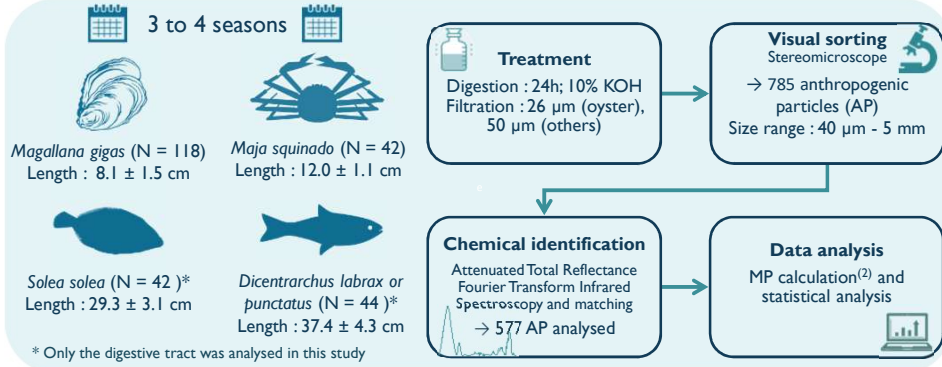 3 to 4 seasons
Magallana gigas (N = 118)
Length : 8.1 ± 1.5 cm
Maja squinado (N = 42)
Length : 12.0 ± 1.1 cm
Solea solea (N = 42 )*
Length : 29.3 ± 3.1 cm
Dicentrarchus labrax or
punctatus (N = 44 )*
Length : 37.4 ± 4.3 cm
* Only the digestive tract was analysed in this study
Treatment
Digestion : 24h; 10% KOH
Filtration : 26 µm (oyster),
50 µm (others)
Visual sorting
Stereomicroscope
→ 785 anthropogenic
particles (AP)
Size range : 40 µm - 5 mm
Chemical identification
Attenuated Total Reflectance
Fourier Transform Infrared
Spectroscopy and matching
→ 577 AP analysed
Data analysis
MP calculation(2) and
statistical analysis